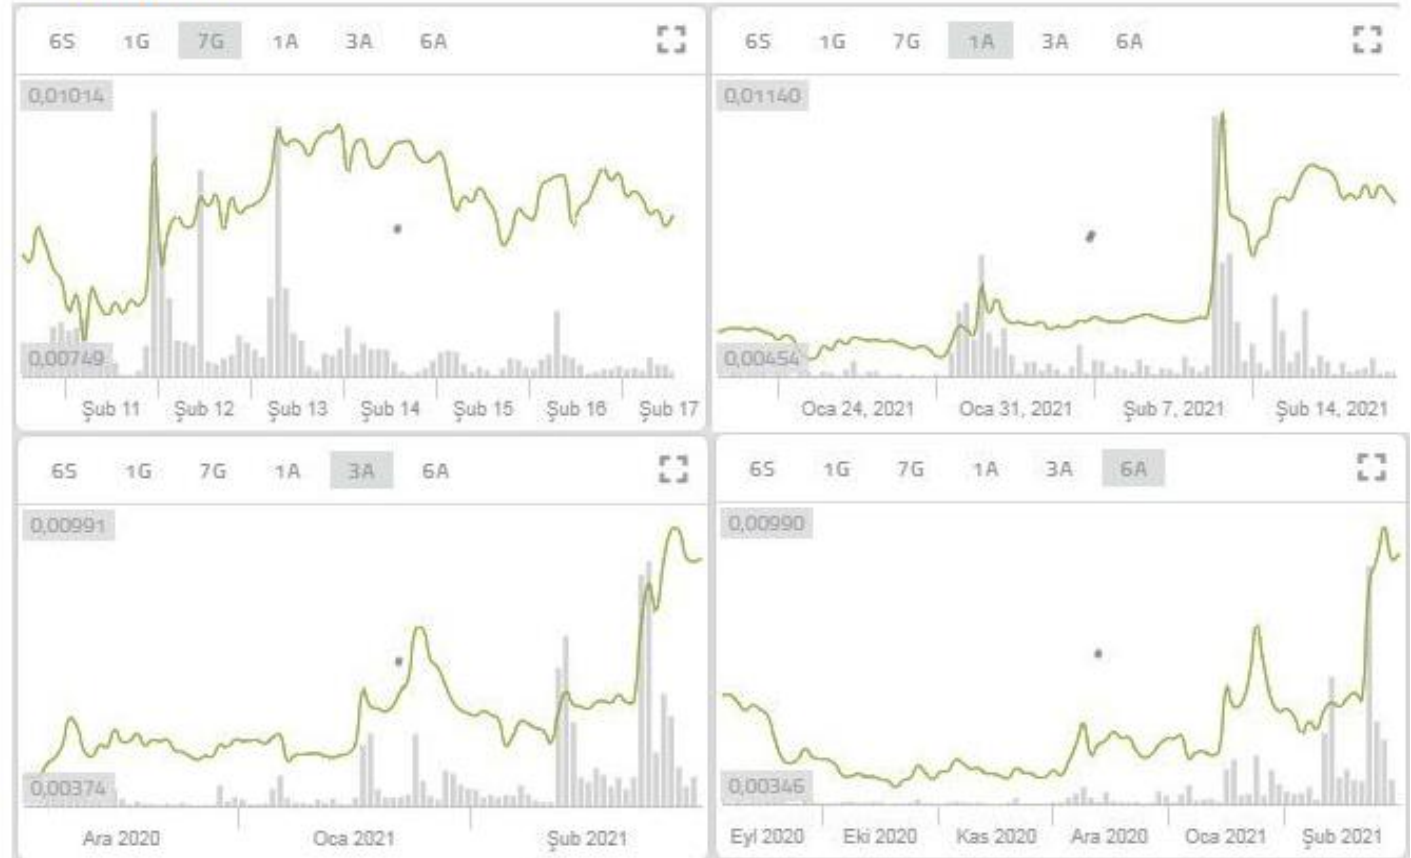 6S 1G 7G 1A 3A 6A
0,01014
0,00749
Şub 11 Şub 12 Şub 13 Şub 14 Şub 15 Şub 16 Şub 17
6S 1G 7G 1A 3A 6A
0,01140
0,00454
Oca 24, 2021 Oca 31, 2021 Şub 7, 2021 Şub 14, 2021
6S 1G 7G 1A 3A 6A
0,00991
0,00374
Ara 2020 Oca 2021 Şub 2021
6S 1G 7G 1A 3A 6A
0,00990
0,00346
Eyl 2020 Eki 2020 Kas 2020 Ara 2020 Oca 2021 Şub 2021